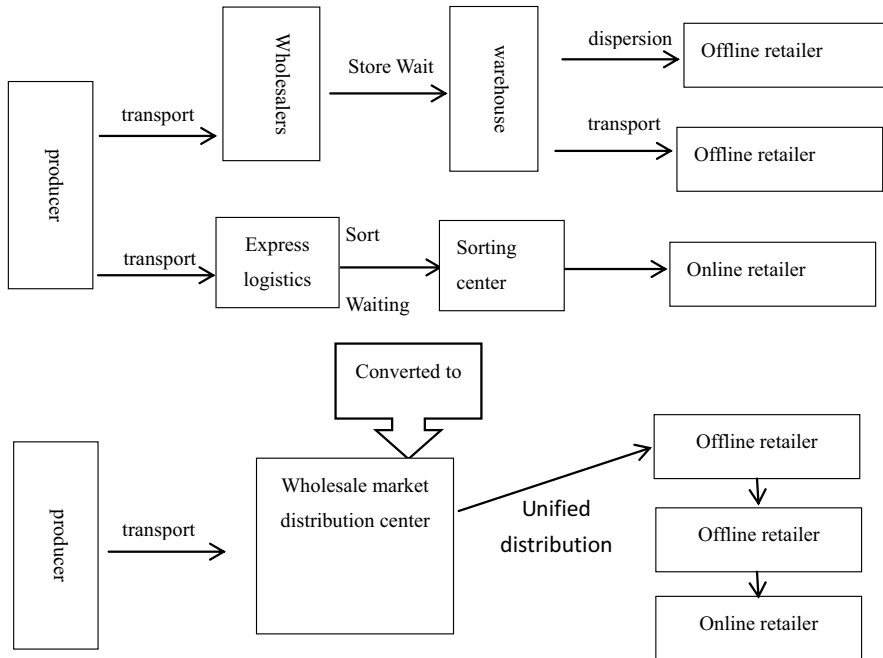 producer
transport
Wholesalers
Store Wait
warehouse
dispersion
Offline retailer
transport
Offline retailer
transport
Express
logistics
Sort
Waiting
Sorting
center
Online retailer
Converted to
producer
transport
Wholesale market
distribution center
Unified
distribution
Offline retailer
Offline retailer
Online retailer